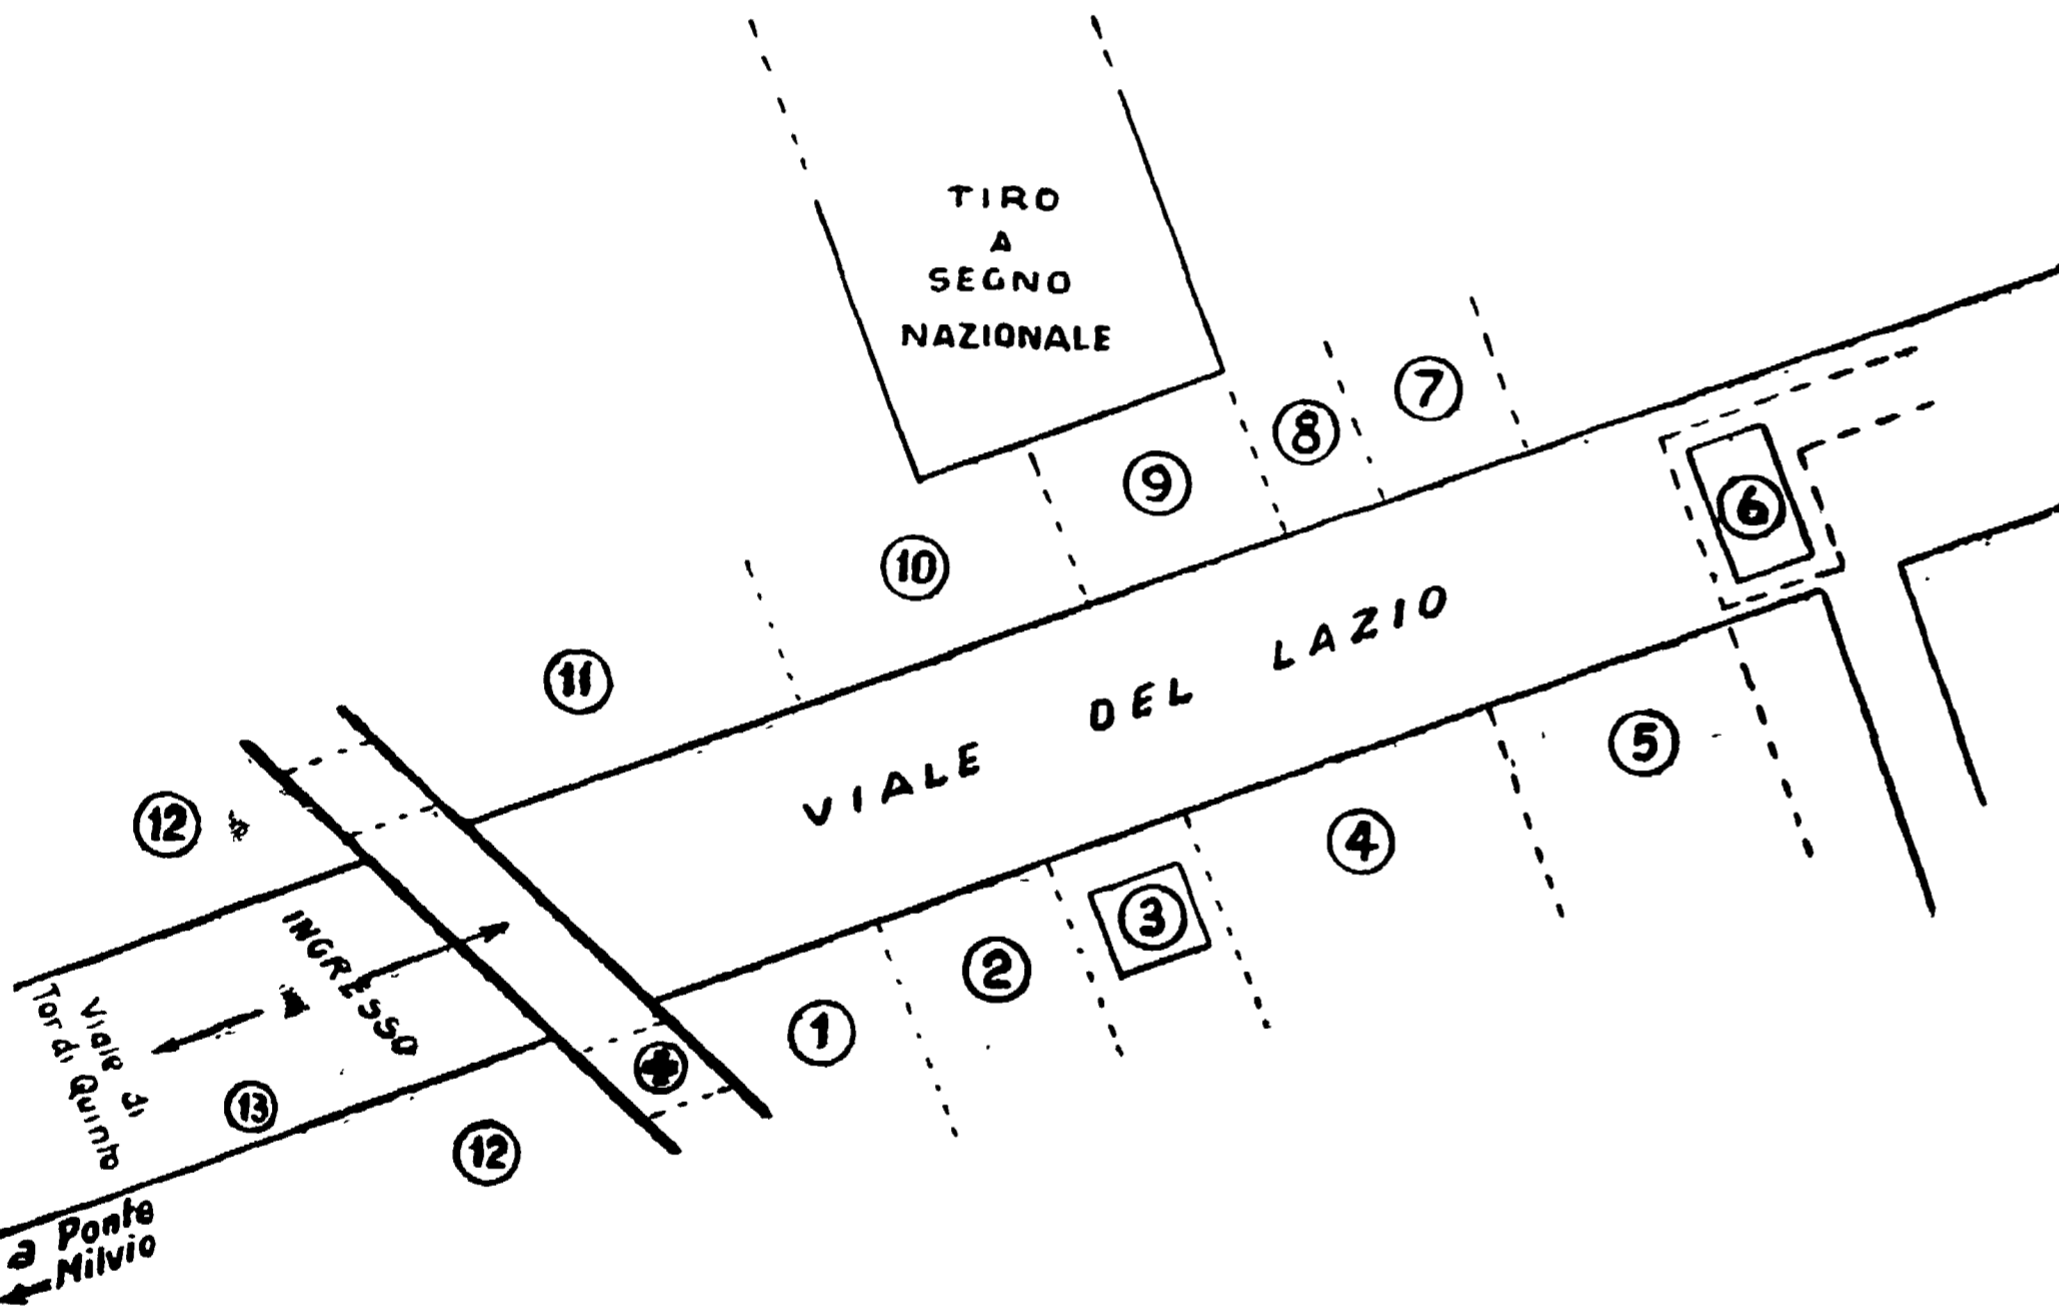 TIRO
A
SEGNO
NAZIONALE
7
8
9
6
10
VIALE DEL LAZIO
11
5
4
12
3
2
1
INGRESSO
Viale di
Tor di Quinto
13
12
a Ponte
Milvio